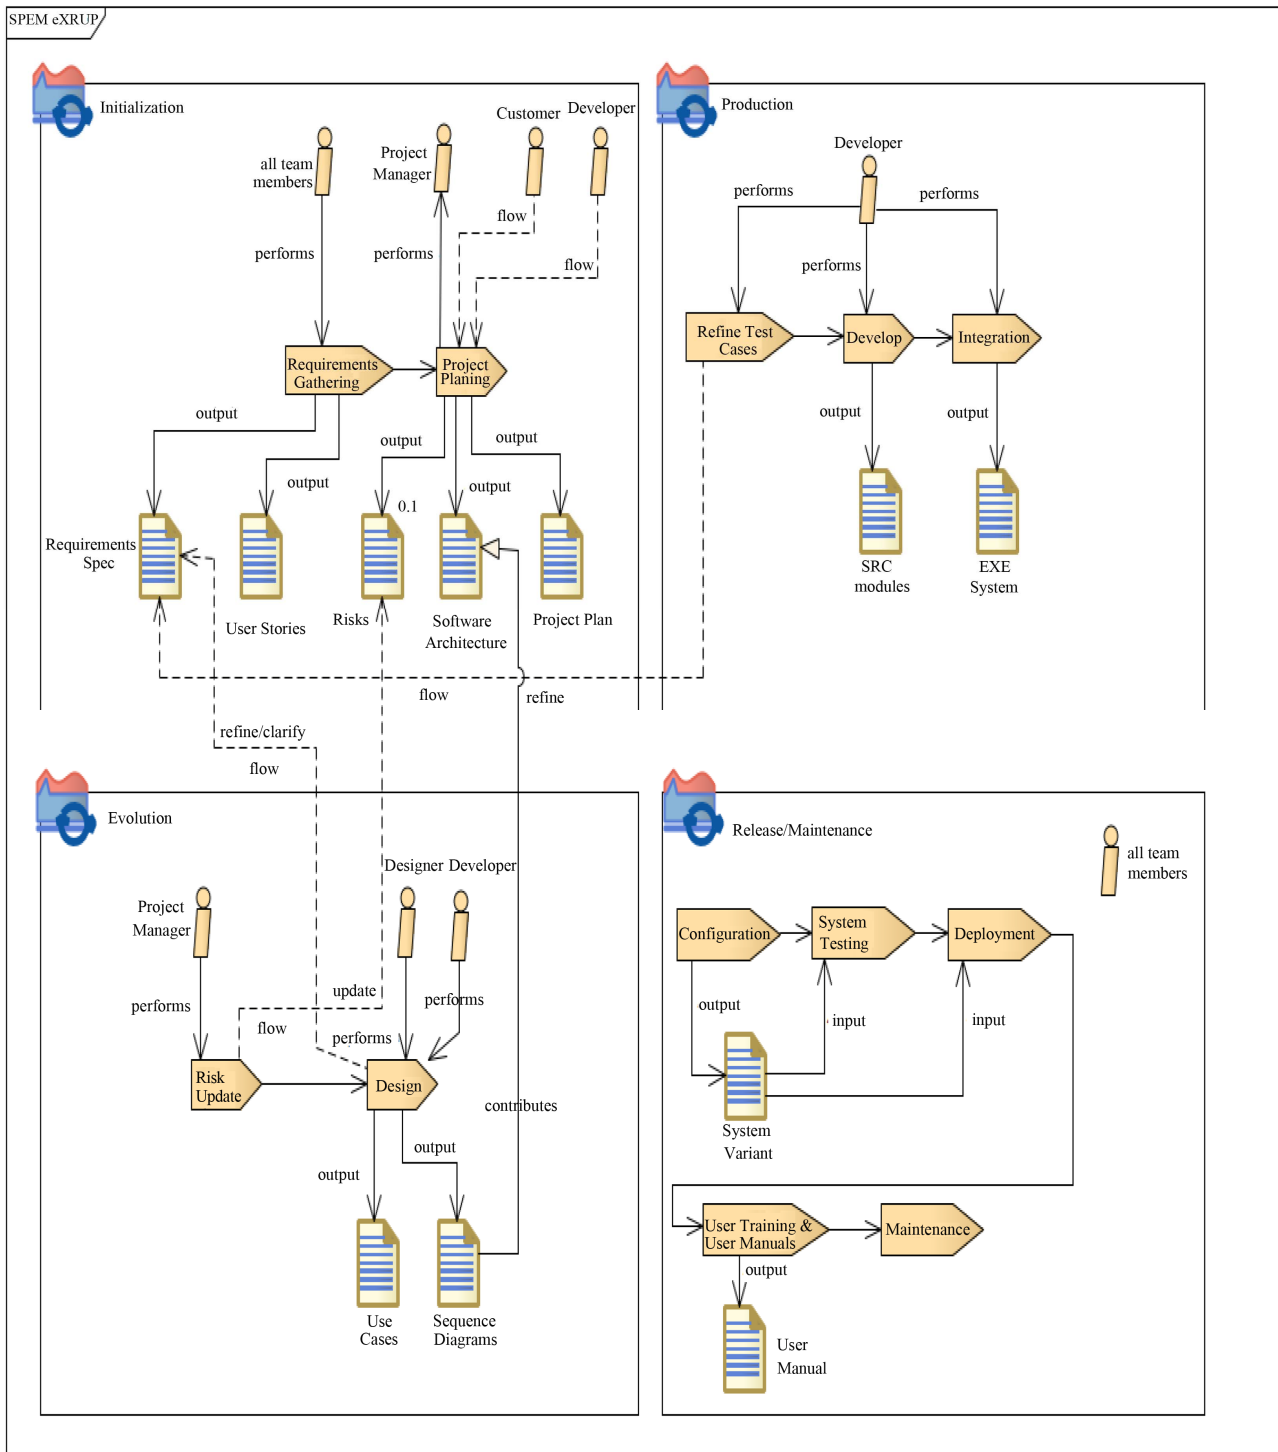 SPEM eXRUP
Initialization
Customer
Developer
Project
Manager
all team
members
flow
performs
performs
flow
Requirements
Gathering
Project
Planing
output
output
output
output
output
0.1
Requirements
Spec
User Stories
Risks
Software
Architecture
Project Plan
flow
refine
refine/clarify
flow
Production
Developer
performs
performs
performs
Refine Test
Cases
Develop
Integration
output
output
SRC
modules
EXE
System
Evolution
Designer
Developer
Project
Manager
performs
update
performs
flow
performs
Risk
Update
Design
contributes
output
output
Use
Cases
Sequence
Diagrams
Release/Maintenance
all team
members
Configuration
System
Testing
Deployment
output
input
input
System
Variant
User Training &
User Manuals
Maintenance
output
User
Manual